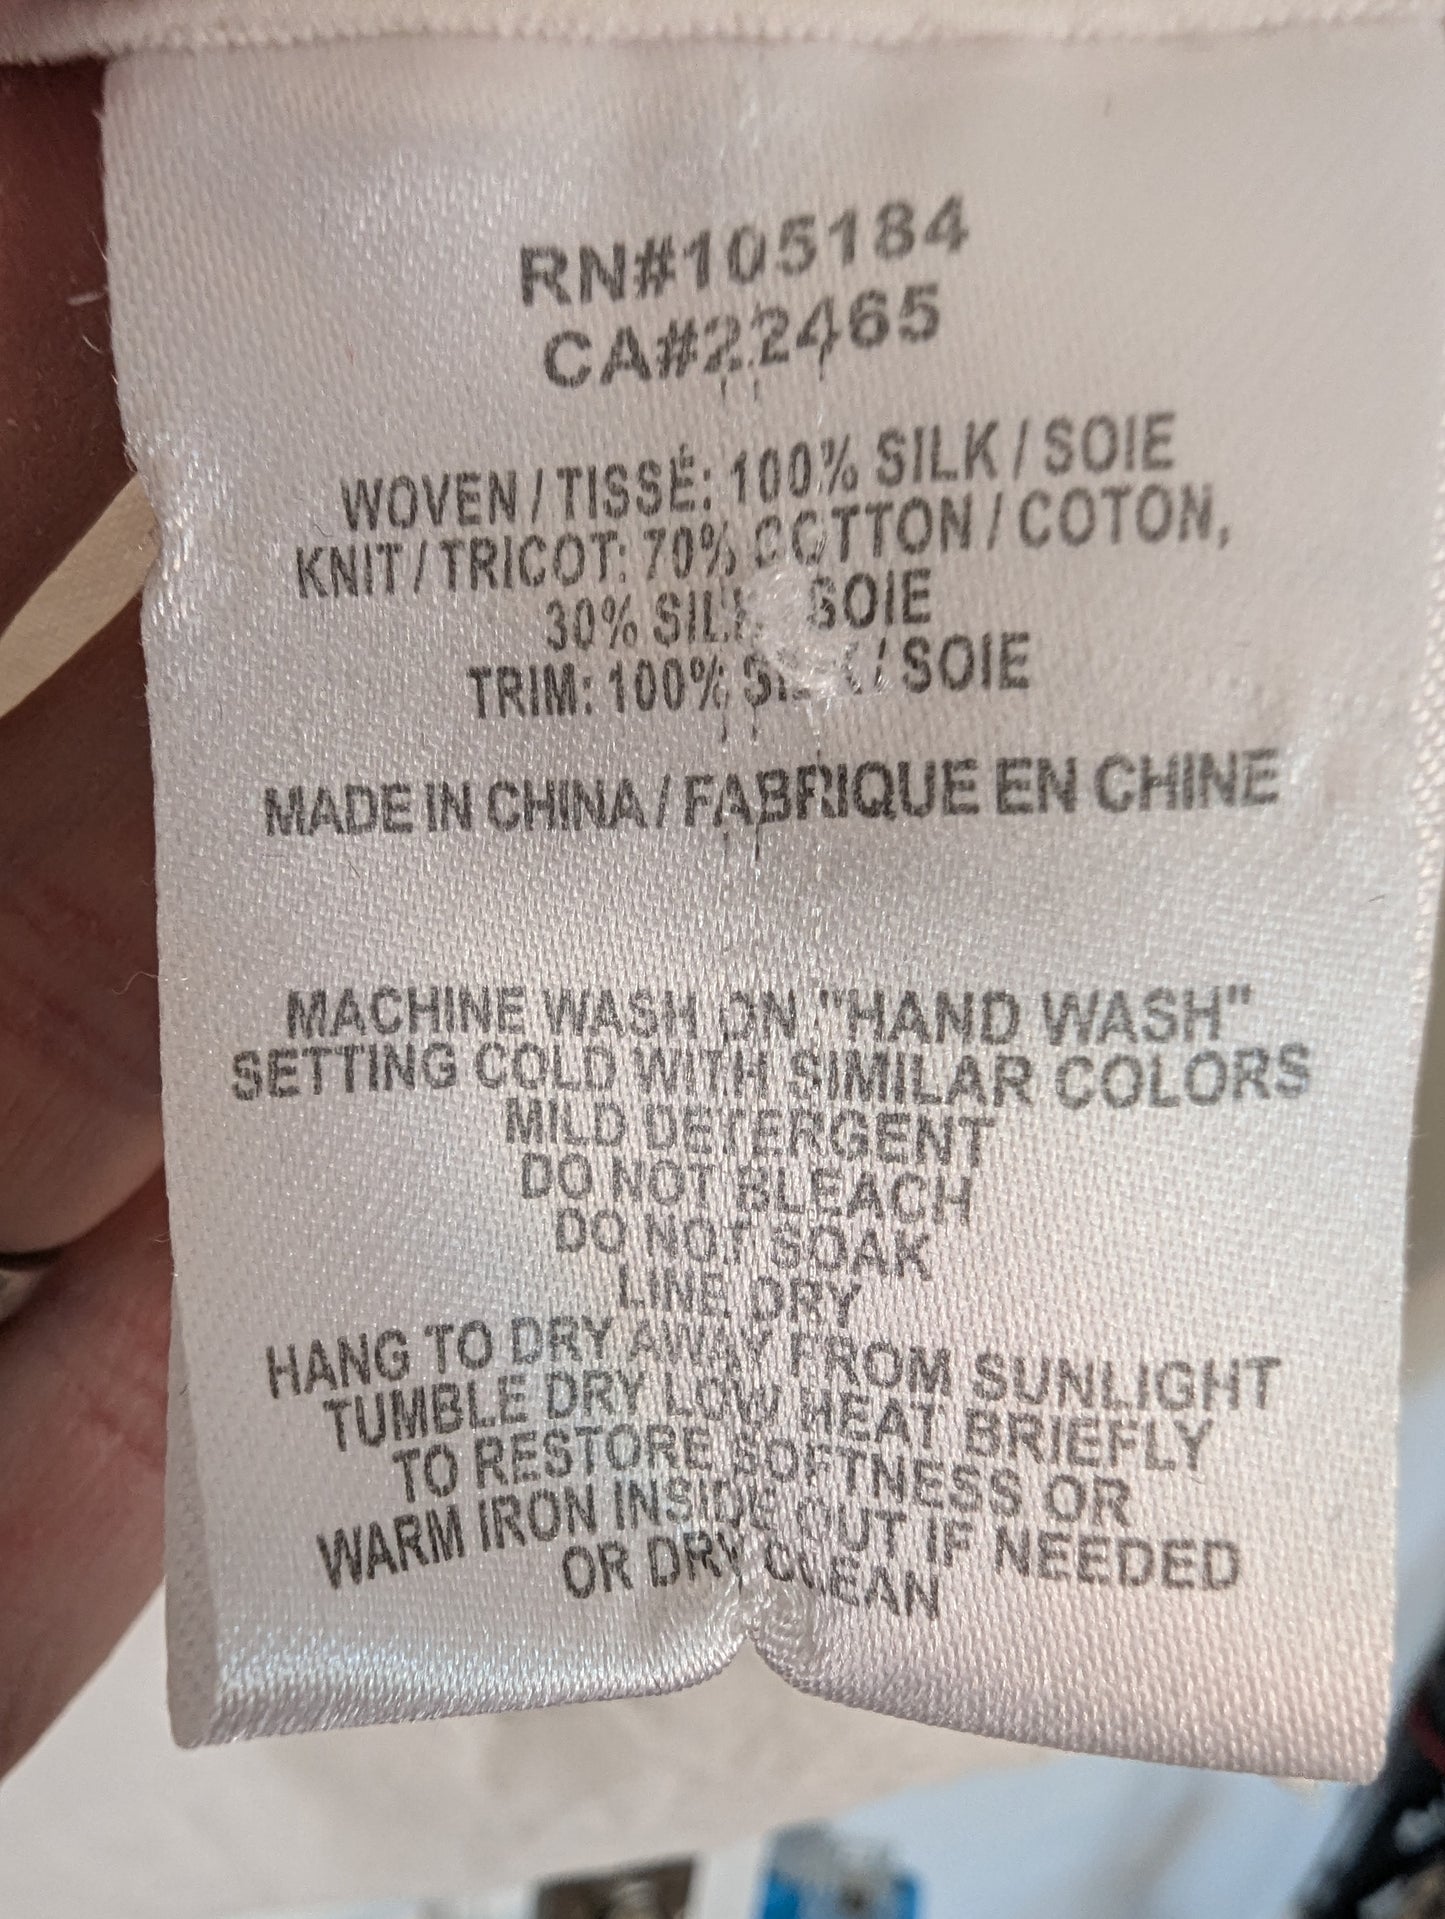 RN#105184
CA#22465
WOVEN / TISSÉ: 100% SILK / SOIE
KNIT / TRICOT: 70% COTTON / COTON,
30% SILK SOIE
TRIM: 100% SILK / SOIE
MADE IN CHINA / FABRIQUE EN CHINE
MACHINE WASH ON "HAND WASH"
SETTING COLD WITH SIMILAR COLORS
MILD DETERGENT
DO NOT BLEACH
DO NOT SOAK
LINE DRY
HANG TO DRY AWAY FROM SUNLIGHT
TUMBLE DRY LOW HEAT BRIEFLY
TO RESTORE SOFTNESS OR
WARM IRON INSIDE OUT IF NEEDED
OR DRY CLEAN